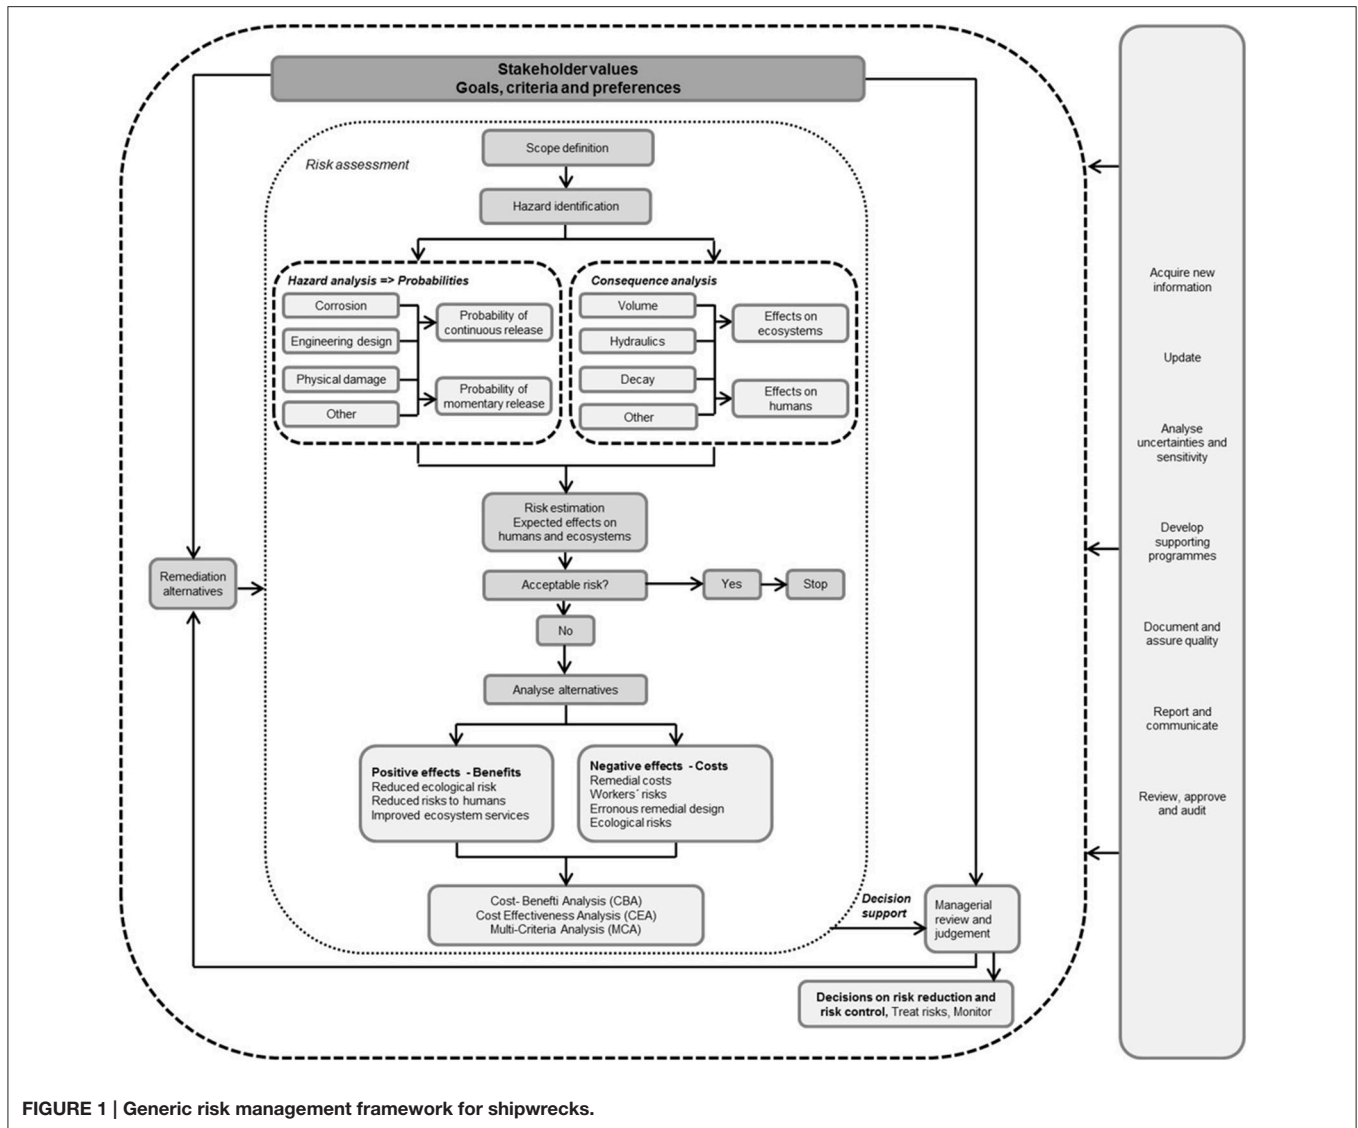 Stakeholdervalues
Goals, criteria and preferences
Risk assessment
Scope definition
Hazard identification
Hazard analysis => Probabilities
Corrosion
Engineering design
Physical damage
Other
Probability of
continuous release
Probability of
momentary release
Consequence analysis
Volume
Hydraulics
Decay
Other
Effects on
ecosystems
Effects on
humans
Risk estimation
Expected effects on
humans and ecosystems
Remediation
alternatives
Acceptable risk?
Yes
Stop
No
Analyse alternatives
Positive effects - Benefits
Reduced ecological risk
Reduced risks to humans
Improved ecosystem services
Negative effects - Costs
Remedial costs
Workers´ risks
Erronous remedial design
Ecological risks
Cost- Benefti Analysis (CBA)
Cost Effectiveness Analysis (CEA)
Multi-Criteria Analysis (MCA)
Decision
support
Managerial
review and
judgement
Decisions on risk reduction and
risk control, Treat risks, Monitor
Acquire new
information
Update
Analyse
uncertainties and
sensitivity
Develop
supporting
programmes
Document and
assure quality
Report and
communicate
Review, approve
and audit
FIGURE 1 | Generic risk management framework for shipwrecks.